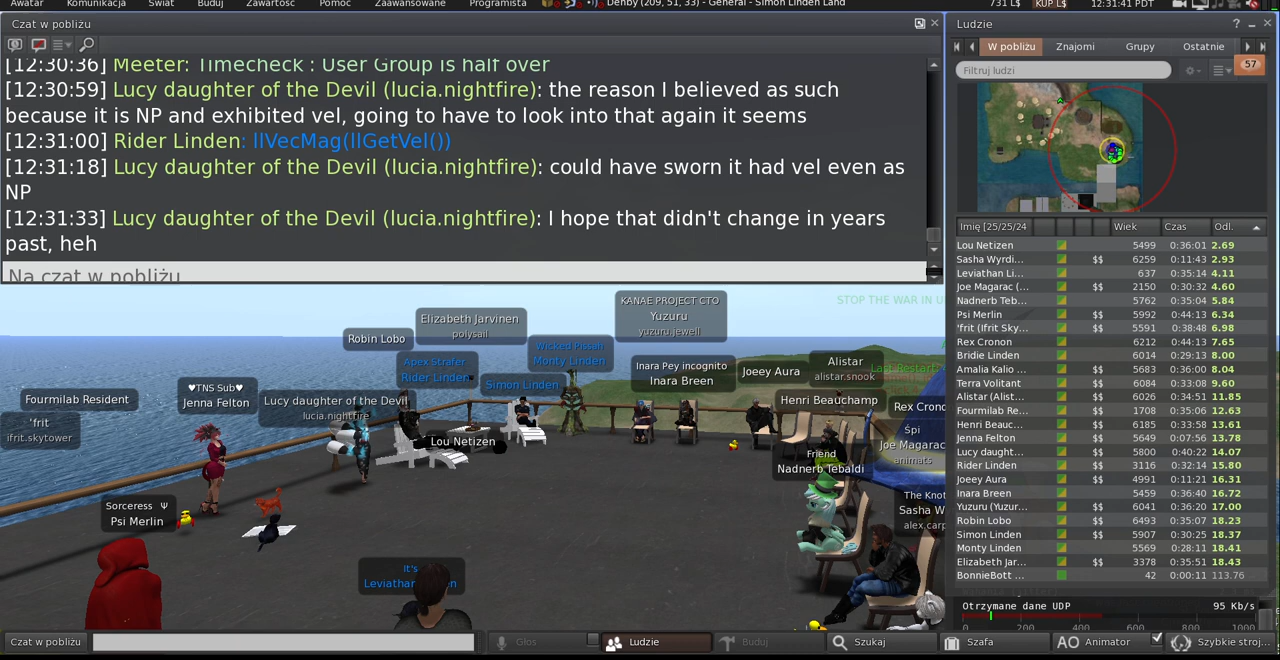 Awatar Komunikacja Świat Buduj Zawartość Pomoc Zaawansowane Programista Denby (209, 51, 33) - General - Simon Linden Land 731 L$ KUP L$ 12:31:41 PDT
Czat w pobliżu
[12:30:36] Meeter: Timecheck : User Group is half over
[12:30:59] Lucy daughter of the Devil (lucia.nightfire): the reason I believed as such
because it is NP and exhibited vel, going to have to look into that again it seems
[12:31:00] Rider Linden: llVecMag(llGetVel())
[12:31:18] Lucy daughter of the Devil (lucia.nightfire): could have sworn it had vel even as
NP
[12:31:33] Lucy daughter of the Devil (lucia.nightfire): I hope that didn't change in years
past, heh
Na czat w pobliżu
STOP THE WAR IN U
KANAE PROJECT CTO
Yuzuru
yuzuru.jewell
Elizabeth Jarvinen
polysail
Robin Lobo
Wicked Pissah
Monty Linden
Apex Strafer
Rider Linden
Simon Linden
Inara Pey incognito
Inara Breen
Joeey Aura
Alistar
alistar.snook
Last Restart:
Fourmilab Resident
♥TNS Sub♥
Jenna Felton
Lucy daughter of the Devil
lucia.nightfire
Henri Beauchamp
Rex Crono
'frit
ifrit.skytower
Lou Netizen
Śpi
Joe Magarac
animats
Friend
Nadnerb Tebaldi
The Knot
Sasha W
alex.carp
Sorceress Ψ
Psi Merlin
It's
Leviathan
Ludzie
W pobliżu Znajomi Grupy Ostatnie
57
Filtruj ludzi
Imię [25/25/24 Wiek Czas Odl.
Lou Netizen 5499 0:36:01 2.69
Sasha Wyrdi... $$ 6259 0:11:43 2.93
Leviathan Li... 637 0:35:14 4.11
Joe Magarac (... $$ 2150 0:30:32 4.60
Nadnerb Teb... 5762 0:35:04 5.84
Psi Merlin $$ 5992 0:44:13 6.34
'frit (Ifrit Sky... $$ 5591 0:38:48 6.98
Rex Cronon 6212 0:44:13 7.65
Bridie Linden 6014 0:29:13 8.00
Amalia Kalio ... $$ 5683 0:36:00 8.04
Terra Volitant $$ 6084 0:33:08 9.60
Alistar (Alist... $$ 6026 0:34:51 11.85
Fourmilab Re... $$ 1708 0:35:06 12.63
Henri Beauc... $$ 6185 0:33:58 13.61
Jenna Felton $$ 5649 0:07:56 13.78
Lucy daught... $$ 5800 0:40:22 14.07
Rider Linden $$ 3116 0:32:14 15.80
Joeey Aura $$ 4991 0:11:21 16.31
Inara Breen 5459 0:36:40 16.72
Yuzuru (Yuzur... $$ 6041 0:36:20 17.00
Robin Lobo $$ 6493 0:35:07 18.23
Simon Linden $$ 5907 0:30:25 18.37
Monty Linden 5569 0:28:11 18.41
Elizabeth Jar... $$ 3378 0:35:51 18.43
BonnieBott ... 42 0:00:11 113.76
Otrzymane dane UDP 95 Kb/s
0 200 400 600 800 1000
Czat w pobliżu Głos Ludzie Buduj Szukaj Szafa AO Animator Szybkie stroj...